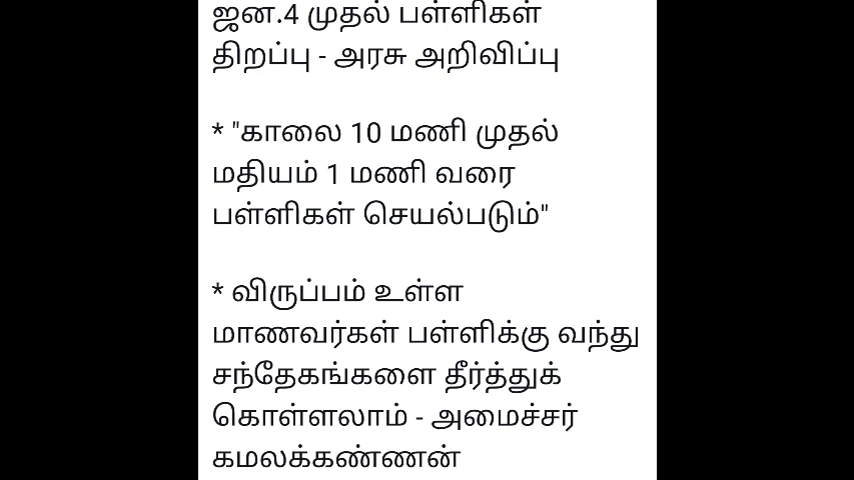 ஜன.4 முதல் பள்ளிகள்
திறப்பு - அரசு அறிவிப்பு
* "காலை 10 மணி முதல்
மதியம் 1 மணி வரை
பள்ளிகள் செயல்படும்"
* விருப்பம் உள்ள
மாணவர்கள் பள்ளிக்கு வந்து
சந்தேகங்களை தீர்த்துக்
கொள்ளலாம் - அமைச்சர்
கமலக்கண்ணன்